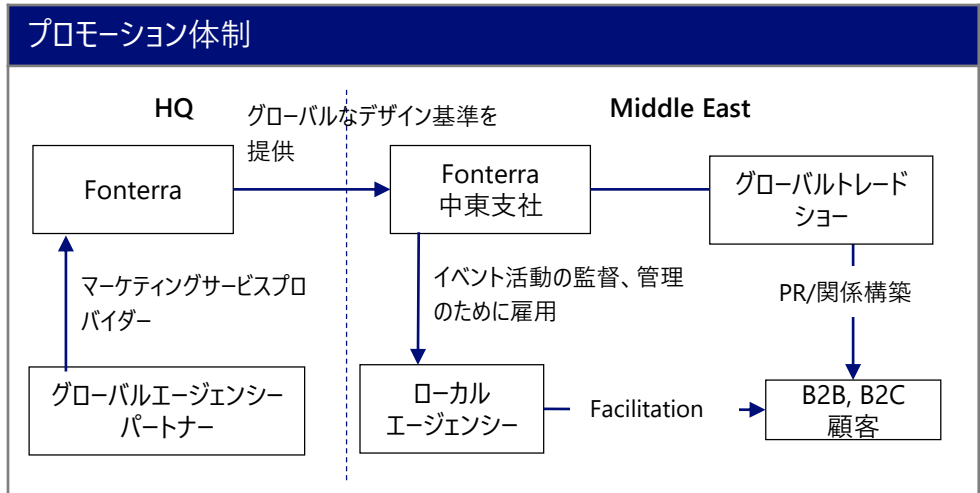 プロモーション体制
HQ
Middle East
グローバルなデザイン基準を
提供
Fonterra
Fonterra
中東支社
グローバルトレード
ショー
マーケティングサービスプロ
バイダー
イベント活動の監督、管理
のために雇用
PR/関係構築
グローバルエージェンシー
パートナー
ローカル
エージェンシー
Facilitation
B2B, B2C
顧客